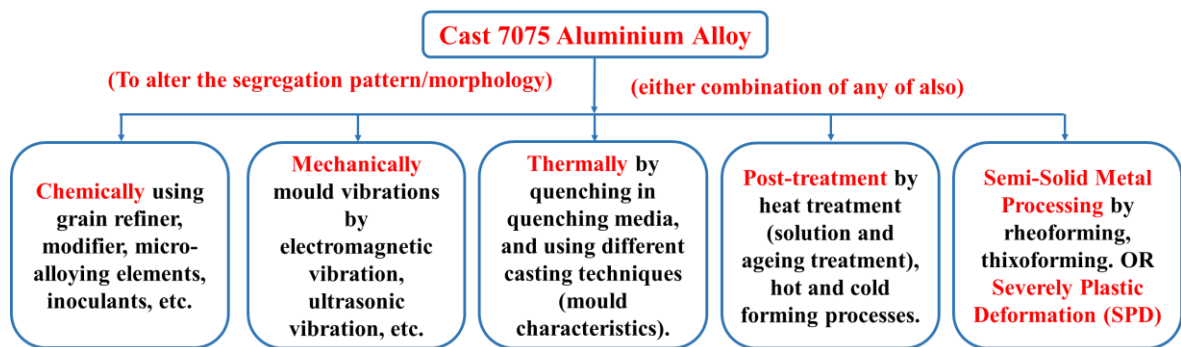 Cast 7075 Aluminium Alloy
(To alter the segregation pattern/morphology)
(either combination of any of also)
Chemically using
grain refiner,
modifier, micro-
alloying elements,
inoculants, etc.
Mechanically
mould vibrations
by
electromagnetic
vibration,
ultrasonic
vibration, etc.
Thermally by
quenching in
quenching media,
and using different
casting techniques
(mould
characteristics).
Post-treatment by
heat treatment
(solution and
ageing treatment),
hot and cold
forming processes.
Semi-Solid Metal
Processing by
rheoforming,
thixoforming. OR
Severely Plastic
Deformation (SPD)